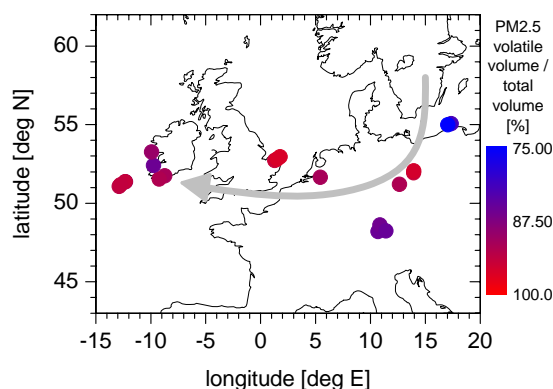 PM2.5
volatile
volume /
total
volume
[%]
75.00
87.50
100.0
latitude [deg N]
60
55
50
45
-15 -10 -5 0 5 10 15 20
longitude [deg E]